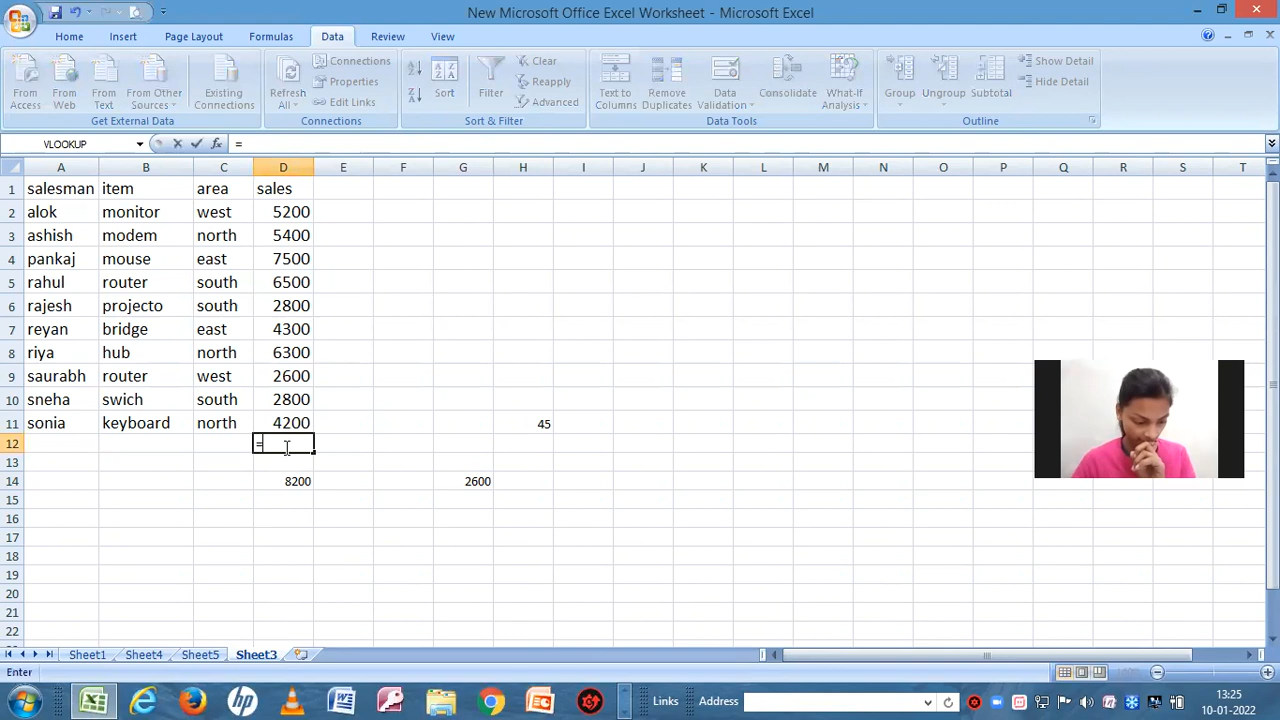 New Microsoft Office Excel Worksheet - Microsoft Excel
Home Insert Page Layout Formulas Data Review View
From Access
From Web
From Text
From Other Sources
Existing Connections
Get External Data
Refresh All
Connections
Properties
Edit Links
Connections
Sort
Filter
Clear
Reapply
Advanced
Sort & Filter
Text to Columns
Remove Duplicates
Data Validation
Consolidate
What-If Analysis
Data Tools
Group
Ungroup
Subtotal
Show Detail
Hide Detail
Outline
VLOOKUP fx =
A B C D E F G H I J K L M N O P Q R S T
1 salesman item area sales
2 alok monitor west 5200
3 ashish modem north 5400
4 pankaj mouse east 7500
5 rahul router south 6500
6 rajesh projecto south 2800
7 reyan bridge east 4300
8 riya hub north 6300
9 saurabh router west 2600
10 sneha swich south 2800
11 sonia keyboard north 4200 45
12 =
13
14 8200 2600
15
16
17
18
19
20
21
22
Sheet1 Sheet4 Sheet5 Sheet3
Enter
Links Address
13:25
10-01-2022